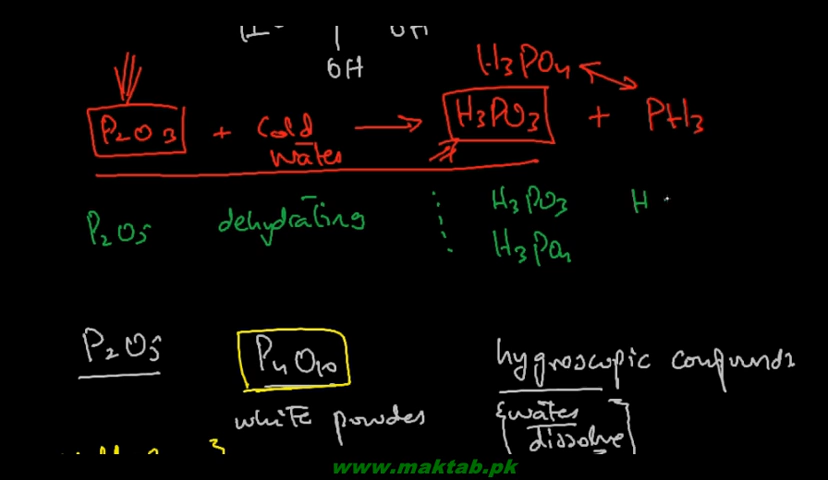 OH
OH
H3PO4
P2O3 + Cold water → H3PO3 + PH3
P2O5 dehydrating H3PO3 H
H3PO4
P2O5 P4O10 hygroscopic compounds
white powder {water
dissolve
www.maktab.pk